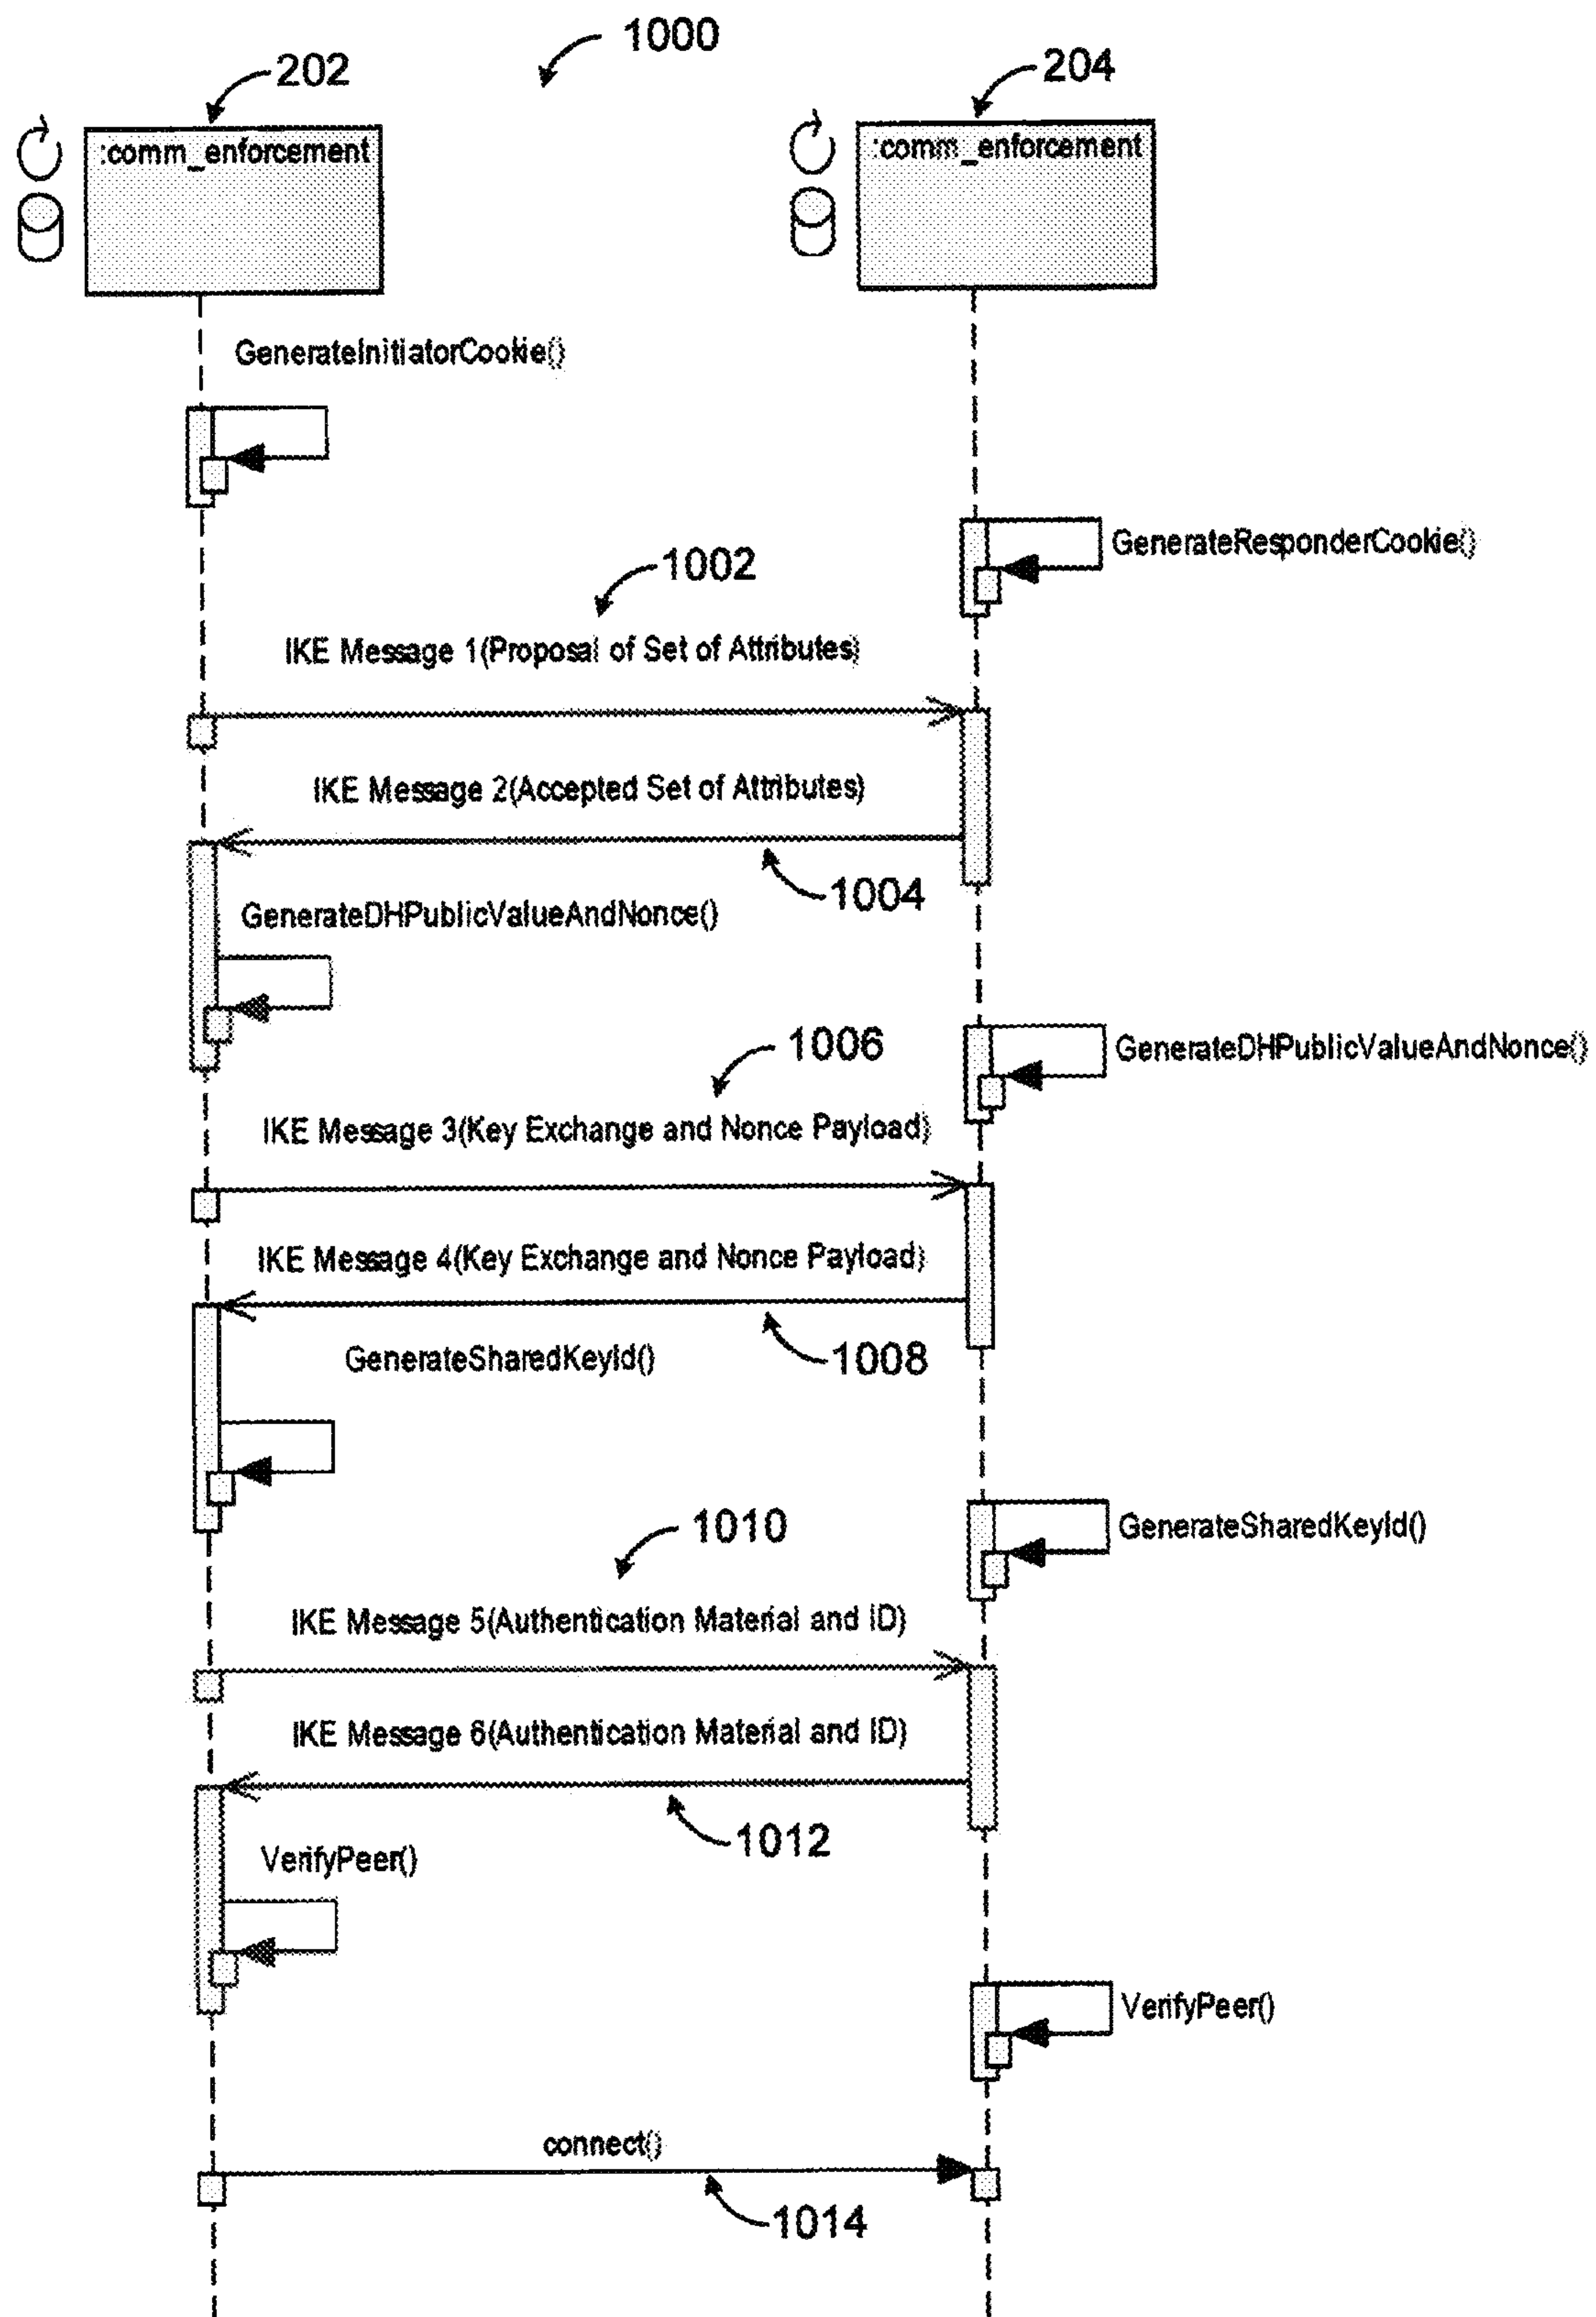 1000
202
204
:comm_enforcement
:comm_enforcement
GenerateInitiatorCookie()
GenerateResponderCookie()
1002
IKE Message 1(Proposal of Set of Attributes)
IKE Message 2(Accepted Set of Attributes)
1004
GenerateDHPublicValueAndNonce()
1006
GenerateDHPublicValueAndNonce()
IKE Message 3(Key Exchange and Nonce Payload)
IKE Message 4(Key Exchange and Nonce Payload)
1008
GenerateSharedKeyId()
1010
GenerateSharedKeyId()
IKE Message 5(Authentication Material and ID)
IKE Message 6(Authentication Material and ID)
1012
VerifyPeer()
VerifyPeer()
connect()
1014